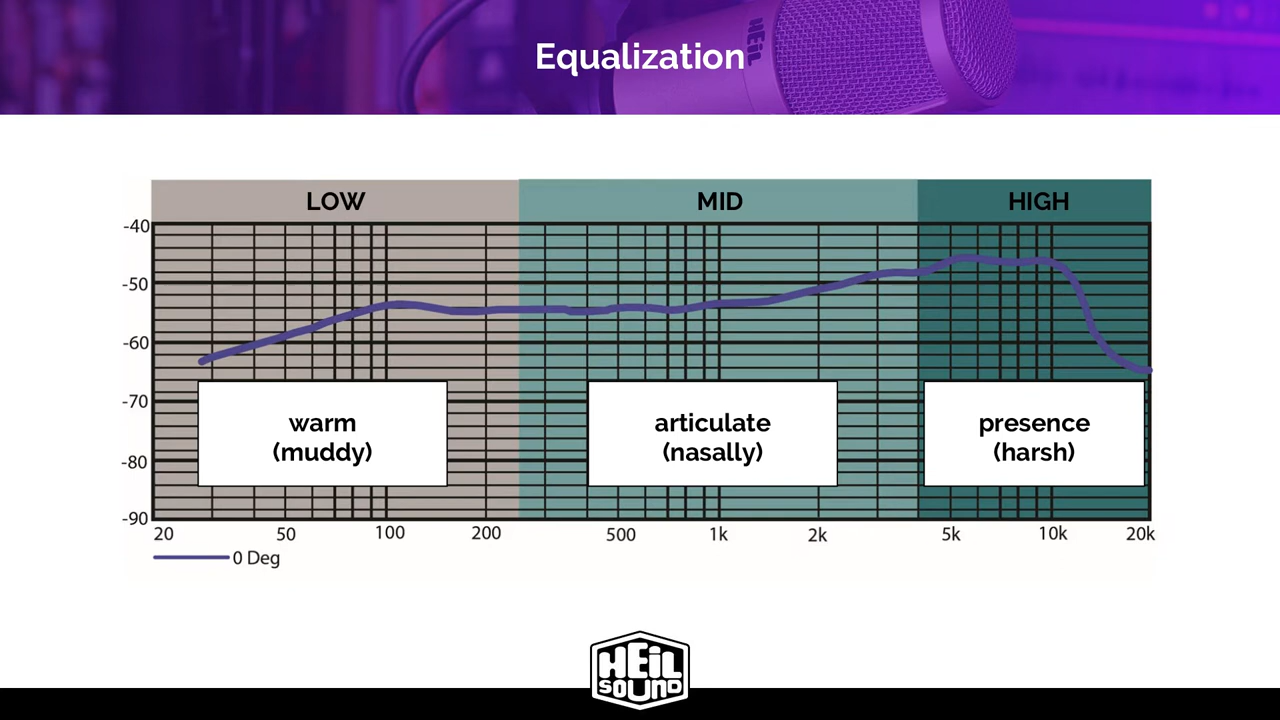 Equalization
HEiL
LOW MID HIGH
-40
-50
-60
-70
-80
-90
warm
(muddy)
articulate
(nasally)
presence
(harsh)
20 50 100 200 500 1k 2k 5k 10k 20k
0 Deg
HEiL
SOUND